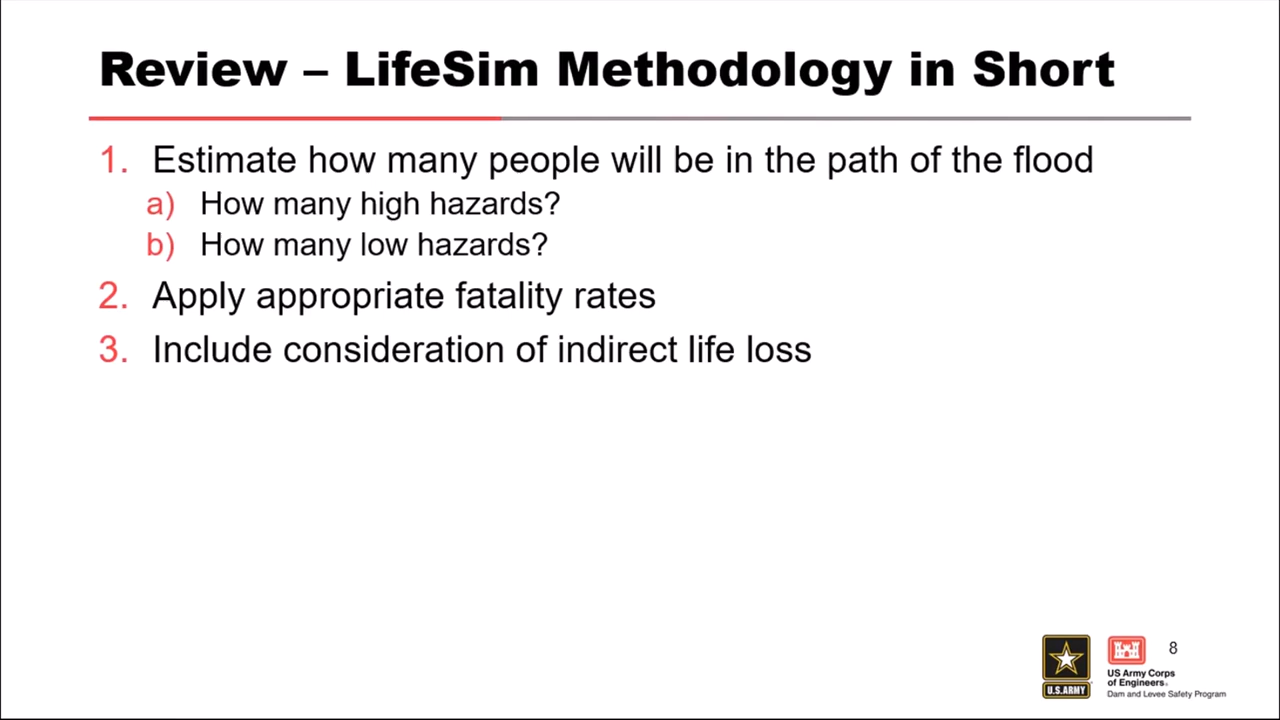 Review – LifeSim Methodology in Short
1. Estimate how many people will be in the path of the flood
a) How many high hazards?
b) How many low hazards?
2. Apply appropriate fatality rates
3. Include consideration of indirect life loss
8
U.S.ARMY
US Army Corps
of Engineers®
Dam and Levee Safety Program